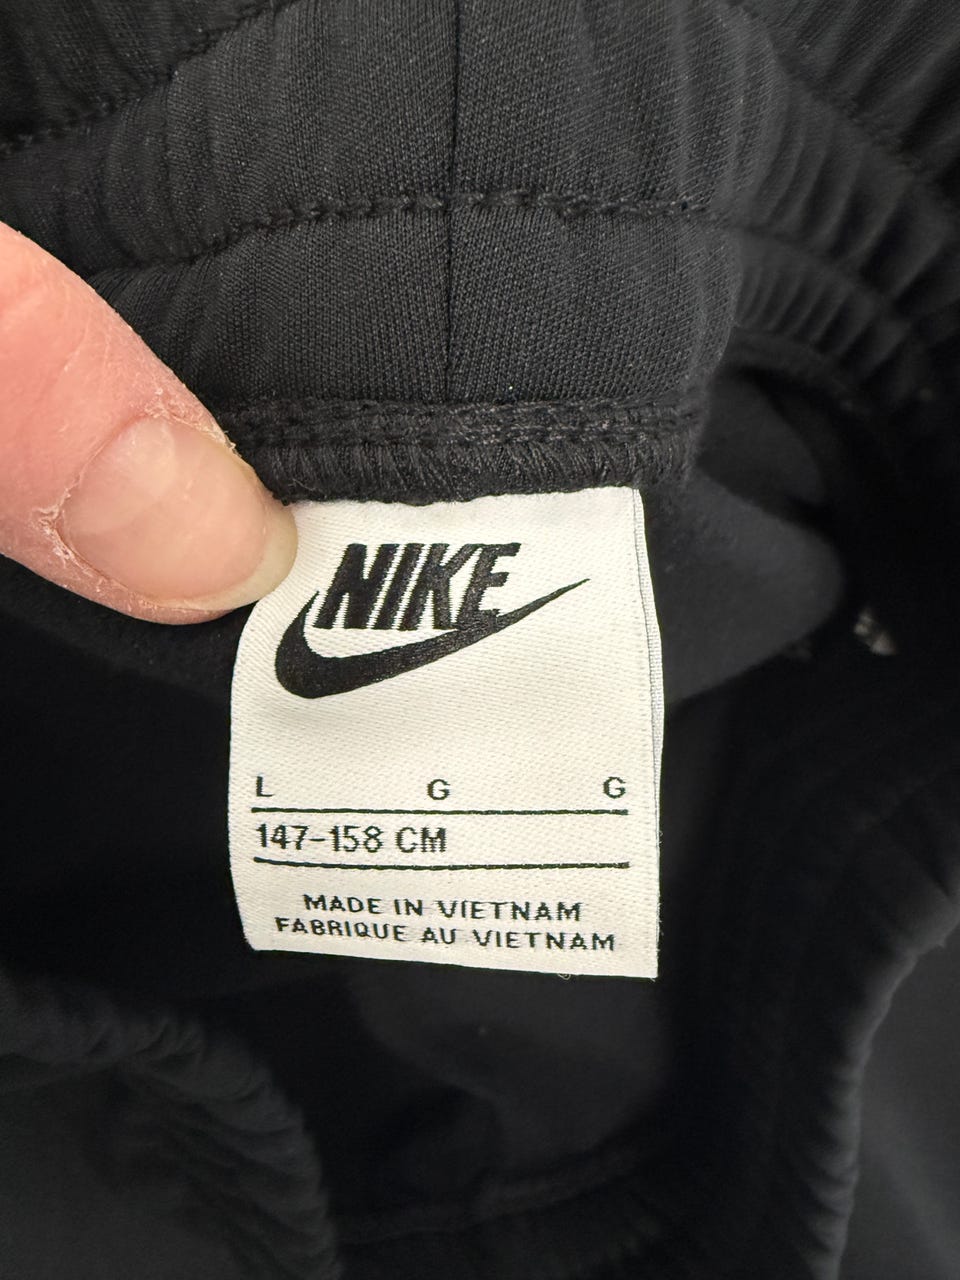 NIKE
L G G
147-158 CM
MADE IN VIETNAM
FABRIQUE AU VIETNAM